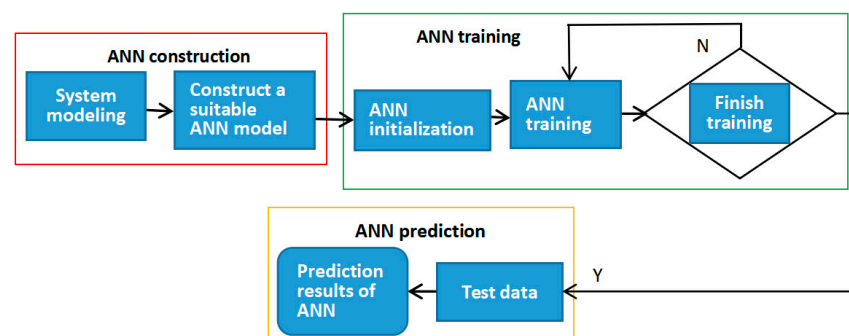 ANN construction
System
modeling
Construct a
suitable
ANN model
ANN training
ANN
initialization
ANN
training
N
Finish
training
ANN prediction
Prediction
results of
ANN
Test data
Y